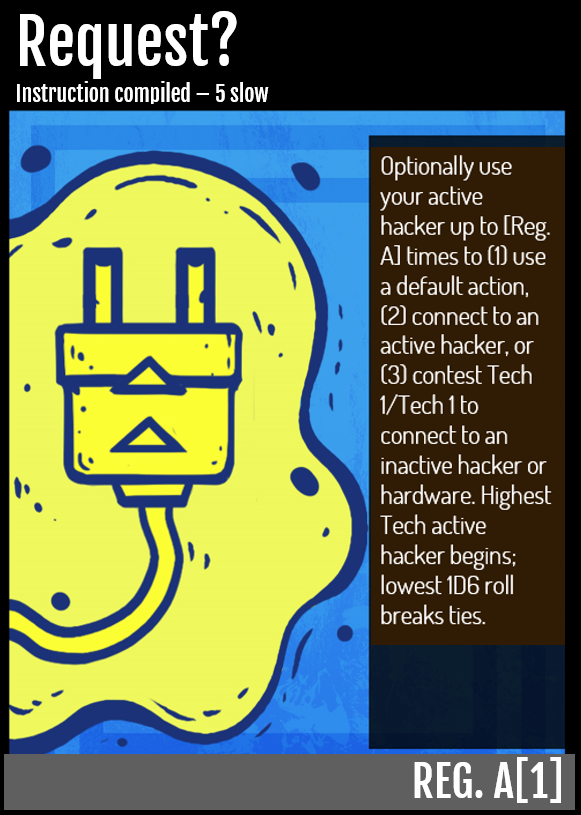 Request?
Instruction compiled – 5 slow
Optionally use
your active
hacker up to [Reg.
A] times to (1) use
a default action,
(2) connect to an
active hacker, or
(3) contest Tech
1/Tech 1 to
connect to an
inactive hacker or
hardware. Highest
Tech active
hacker begins;
lowest 1D6 roll
breaks ties.
REG. A[1]